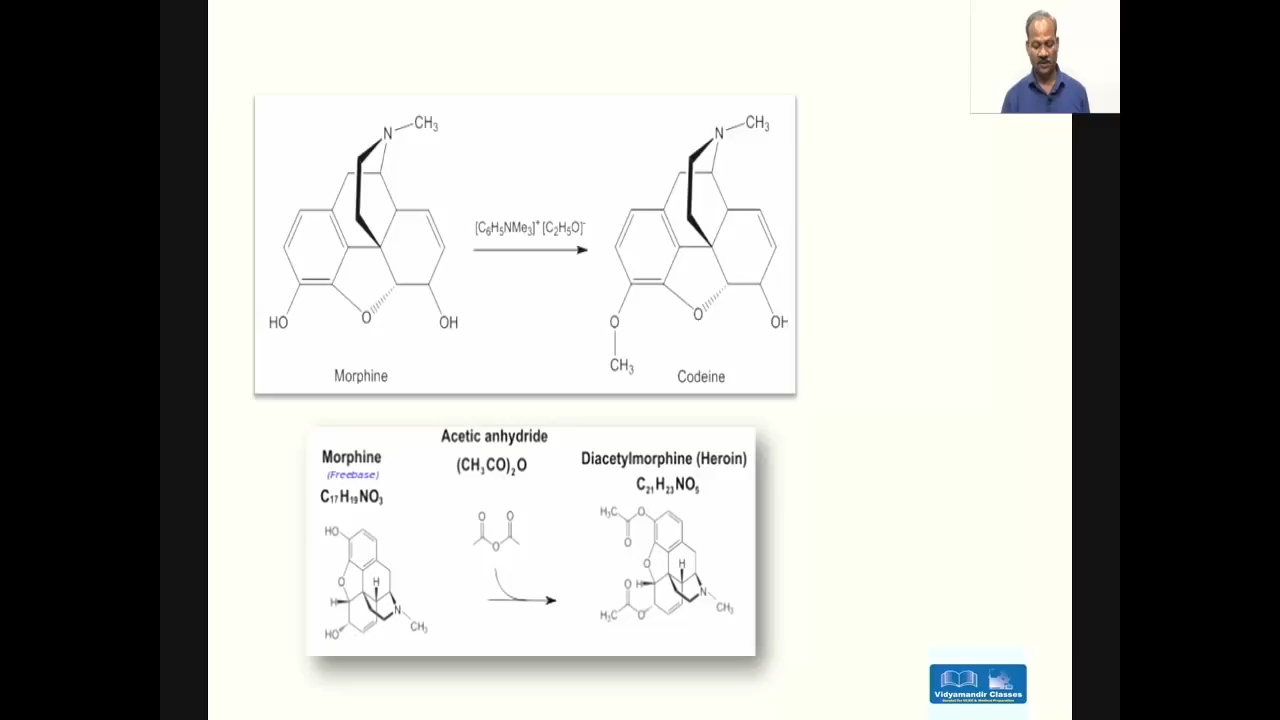 N CH₃
[C₆H₅NMe₃]⁺ [C₂H₅O]⁻
HO O OH
Morphine
N CH₃
O O OH
CH₃
Codeine
Morphine
(Freebase)
C₁₇H₁₉NO₃
HO
O H
H N
HO CH₃
Acetic anhydride
(CH₃CO)₂O
O O
O
Diacetylmorphine (Heroin)
C₂₁H₂₃NO₅
H₃C O
O
O H
O H N
H₃C O CH₃
Vidyamandir Classes